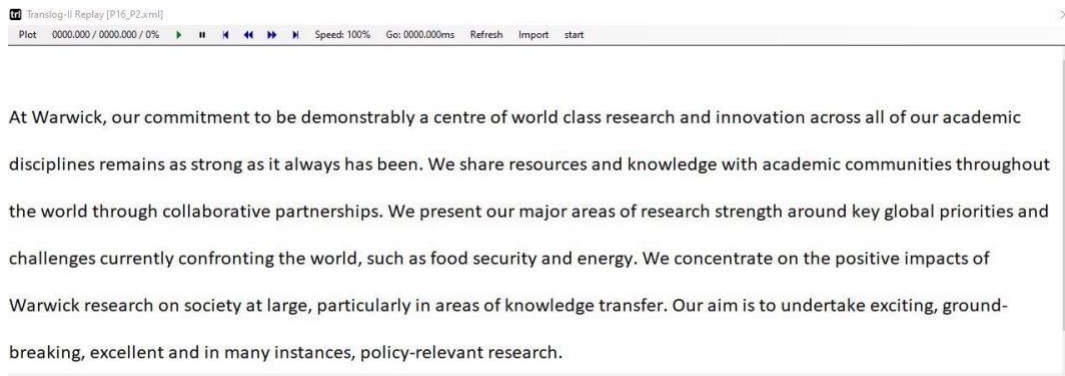 trl Translog-II Replay [P16_P2.xml]
Plot 0000.000 / 0000.000 / 0% Speed: 100% Go: 0000.000ms Refresh Import start
At Warwick, our commitment to be demonstrably a centre of world class research and innovation across all of our academic
disciplines remains as strong as it always has been. We share resources and knowledge with academic communities throughout
the world through collaborative partnerships. We present our major areas of research strength around key global priorities and
challenges currently confronting the world, such as food security and energy. We concentrate on the positive impacts of
Warwick research on society at large, particularly in areas of knowledge transfer. Our aim is to undertake exciting, ground-
breaking, excellent and in many instances, policy-relevant research.